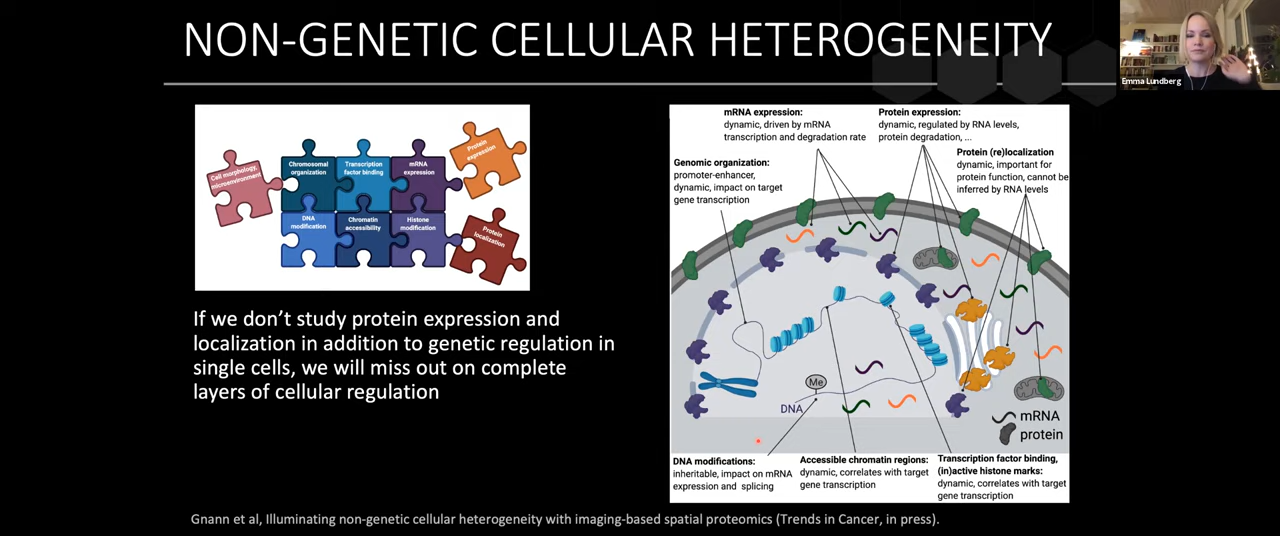 NON-GENETIC CELLULAR HETEROGENEITY
Emma Lundberg
Cell morphology,
microenvironment
Chromosomal
organization
Transcription
factor binding
mRNA
expression
Protein
expression
DNA
modification
Chromatin
accessibility
Histone
modification
Protein
localization
If we don't study protein expression and
localization in addition to genetic regulation in
single cells, we will miss out on complete
layers of cellular regulation
mRNA expression:
dynamic, driven by mRNA
transcription and degradation rate
Protein expression:
dynamic, regulated by RNA levels,
protein degradation, ...
Genomic organization:
promoter-enhancer,
dynamic, impact on target
gene transcription
Protein (re)localization
dynamic, important for
protein function, cannot be
inferred by RNA levels
Me
DNA
mRNA
protein
DNA modifications:
inheritable, impact on mRNA
expression and splicing
Accessible chromatin regions:
dynamic, correlates with target
gene transcription
Transcription factor binding,
(in)active histone marks:
dynamic, correlates with target
gene transcription
Gnann et al, Illuminating non-genetic cellular heterogeneity with imaging-based spatial proteomics (Trends in Cancer, in press).